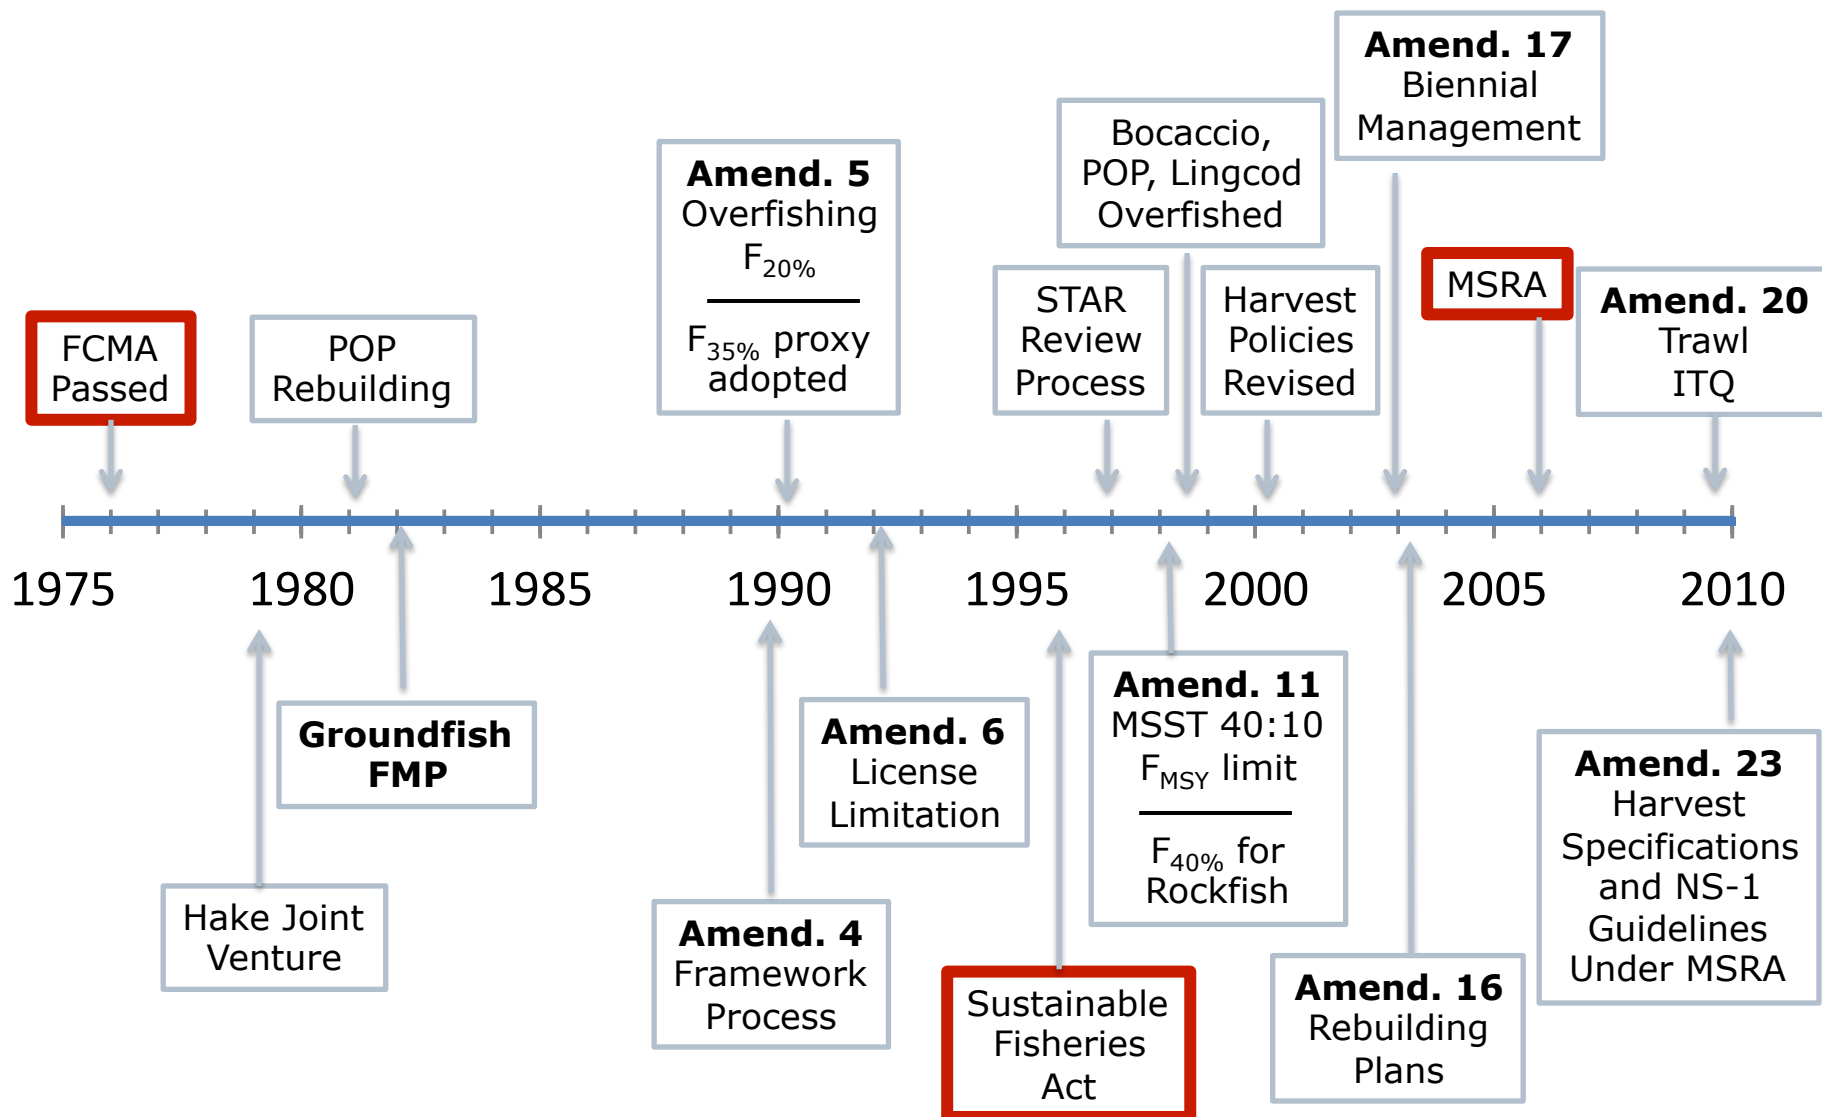 Amend. 17
Biennial
Management
Bocaccio,
POP, Lingcod
Overfished
Amend. 5
Overfishing
F20%
F35% proxy
adopted
STAR
Review
Process
Harvest
Policies
Revised
MSRA
Amend. 20
Trawl
ITQ
FCMA
Passed
POP
Rebuilding
1975 1980 1985 1990 1995 2000 2005 2010
Groundfish
FMP
Hake Joint
Venture
Amend. 6
License
Limitation
Amend. 4
Framework
Process
Amend. 11
MSST 40:10
FMSY limit
F40% for
Rockfish
Sustainable
Fisheries
Act
Amend. 16
Rebuilding
Plans
Amend. 23
Harvest
Specifications
and NS-1
Guidelines
Under MSRA